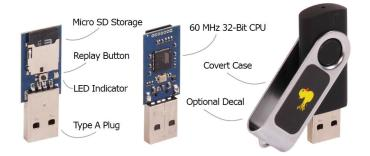 Micro SD Storage
Replay Button
LED Indicator
Type A Plug
60 MHz 32-Bit CPU
Covert Case
Optional Decal